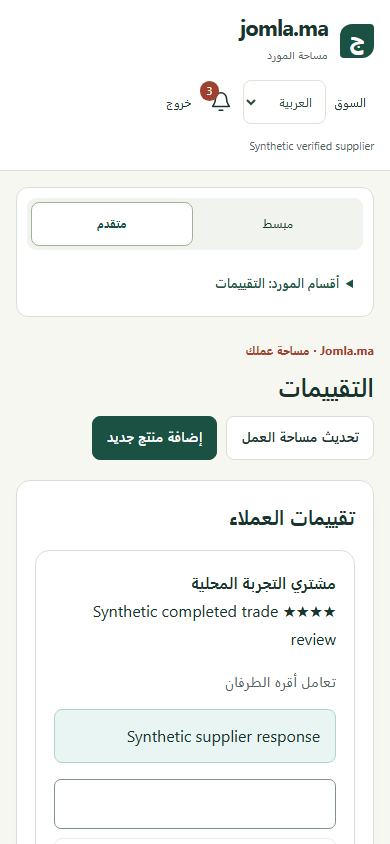 ج
jomla.ma
مساحة المورد
السوق
العربية
3
خروج
Synthetic verified supplier
مبسط
متقدم
◀ أقسام المورد: التقييمات
Jomla.ma · مساحة عملك
التقييمات
تحديث مساحة العمل
إضافة منتج جديد
تقييمات العملاء
مشتري التجربة المحلية
★★★★ Synthetic completed trade
review
تعامل أقره الطرفان
Synthetic supplier response